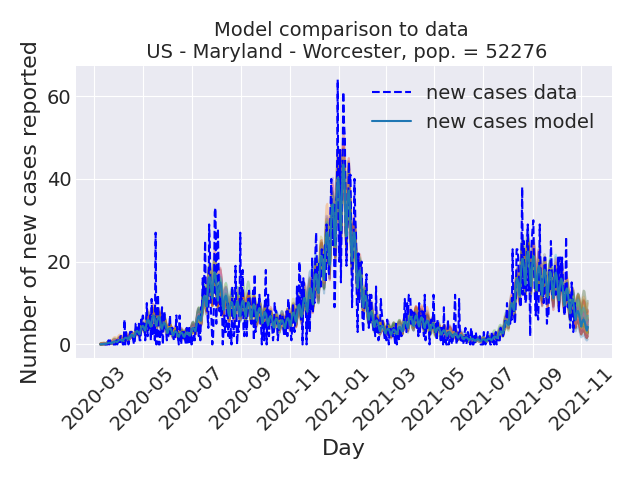 Model comparison to data
US - Maryland - Worcester, pop. = 52276
Number of new cases reported
60
40
20
0
new cases data
new cases model
2020-03
2020-05
2020-07
2020-09
2020-11
2021-01
2021-03
2021-05
2021-07
2021-09
2021-11
Day